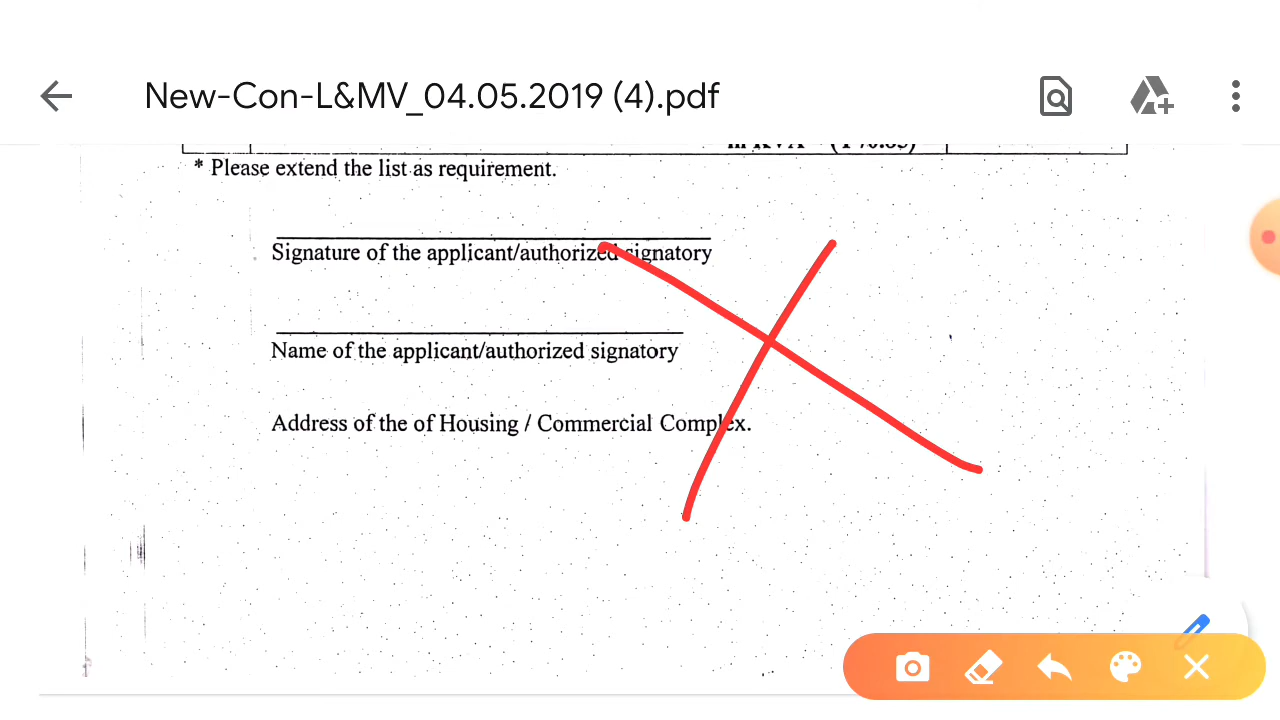 New-Con-L&MV_04.05.2019 (4).pdf
* Please extend the list as requirement.
Signature of the applicant/authorized signatory
Name of the applicant/authorized signatory
Address of the of Housing / Commercial Complex.